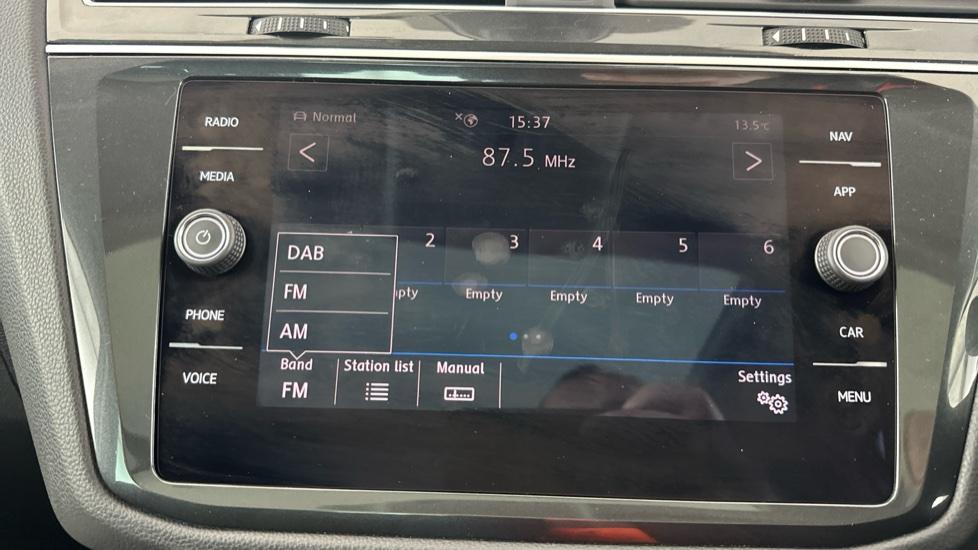 RADIO
MEDIA
PHONE
VOICE
Normal
15:37
13.5°C
87.5 MHz
<
>
2 3 4 5 6
Empty Empty Empty Empty
DAB
FM
AM
Band
FM
Station list
Manual
Settings
NAV
APP
CAR
MENU